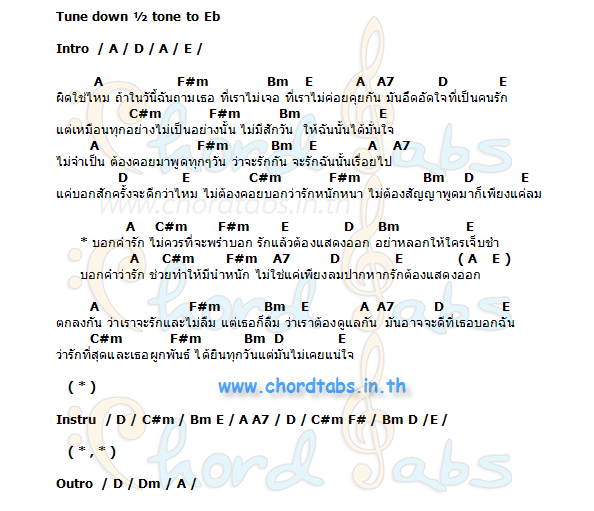 Tune down ½ tone to Eb
Intro / A / D / A / E /
A F#m Bm E A A7 D E
ผิดใช่ไหม ถ้าในวันนี้ฉันถามเธอ ที่เราไม่เจอ ที่เราไม่ค่อยคุยกัน มันอึดอัดใจที่เป็นคนรัก
C#m F#m Bm E
แต่เหมือนทุกอย่างไม่เป็นอย่างนั้น ไม่มีสักวัน ให้ฉันนั้นได้มั่นใจ
A F#m Bm E A A7
ไม่จำเป็น ต้องคอยมาพูดทุกๆวัน ว่าจะรักกัน จะรักฉันนั้นเรื่อยไป
D E C#m F#m Bm D E
แค่บอกสักครั้งจะดีกว่าไหม ไม่ต้องคอยบอกว่ารักหนักหนา ไม่ต้องสัญญาพูดมาก็เพียงแค่ลม
www.chordtabs.in.th
A C#m F#m E D Bm E
* บอกคำรัก ไม่ควรที่จะพร่ำบอก รักแล้วต้องแสดงออก อย่าหลอกให้ใครเจ็บช้ำ
A C#m F#m A7 D E ( A E )
บอกคำว่ารัก ช่วยทำให้มีน้ำหนัก ไม่ใช่แค่เพียงลมปากหากรักต้องแสดงออก
A F#m Bm E A A7 D E
ตกลงกัน ว่าเราจะรักและไม่ลืม แต่เธอก็ลืม ว่าเราต้องดูแลกัน มันอาจจะดีที่เธอบอกฉัน
C#m F#m Bm D E
ว่ารักที่สุดและเธอผูกพันธ์ ได้ยินทุกวันแต่มันไม่เคยแน่ใจ
( * )
www.chordtabs.in.th
Instru / D / C#m / Bm E / A A7 / D / C#m F# / Bm D /E /
( * , * )
Outro / D / Dm / A /